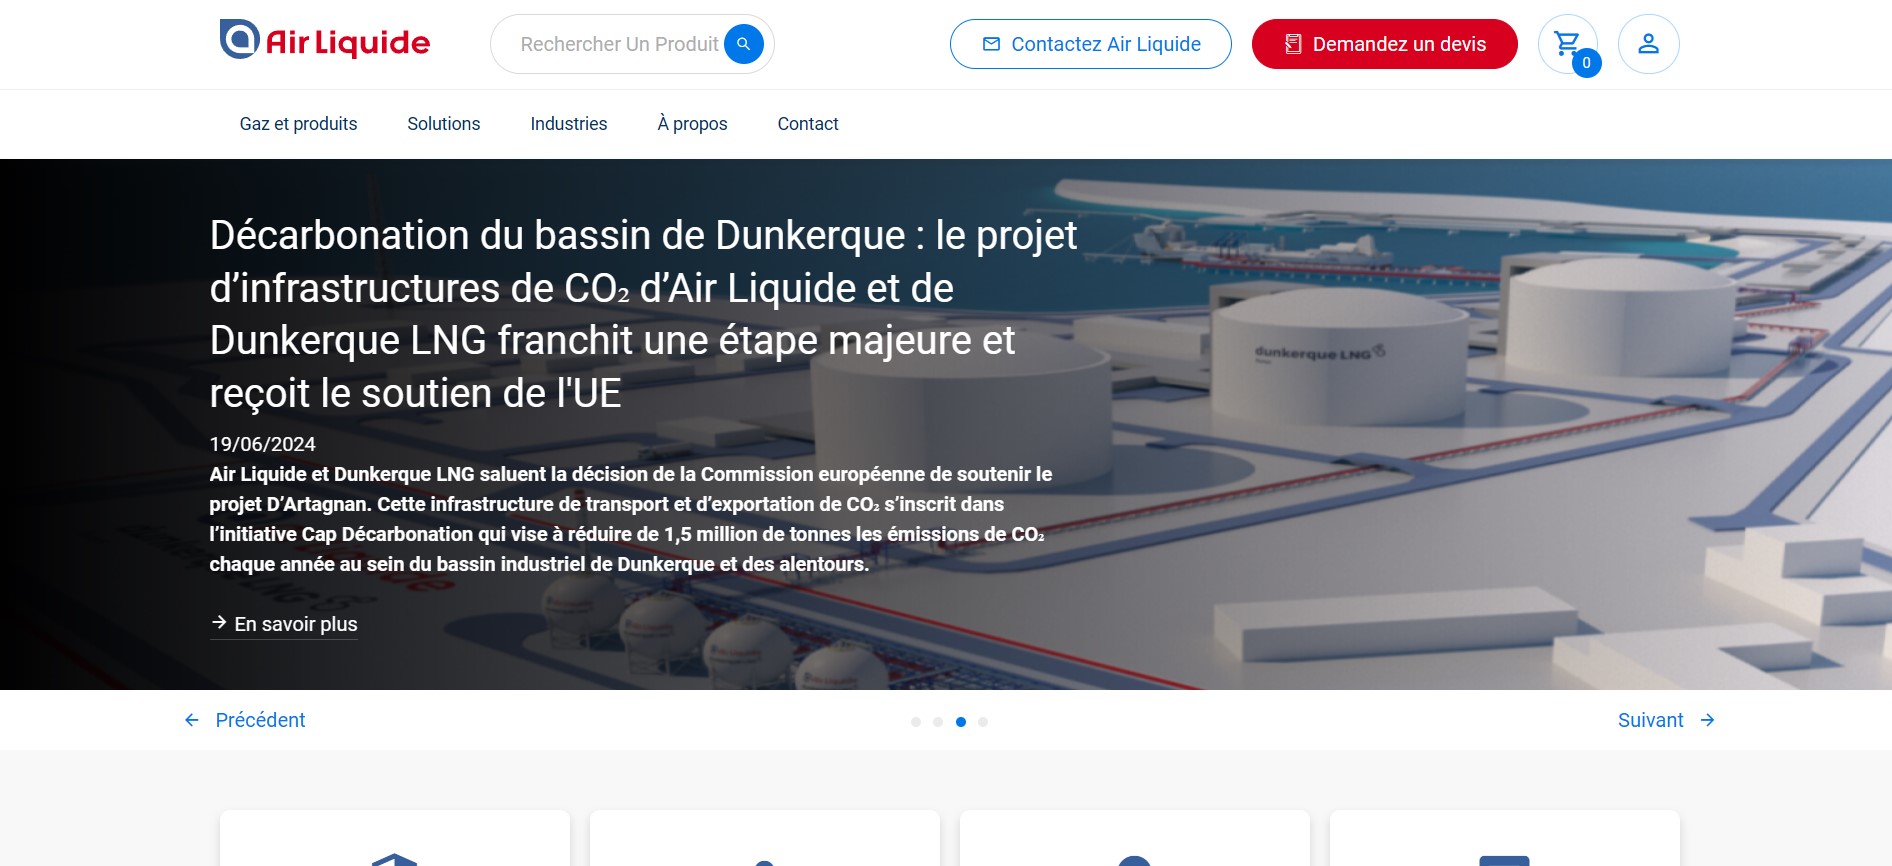 Air Liquide
Rechercher Un Produit
Contactez Air Liquide
Demandez un devis
0
Gaz et produits
Solutions
Industries
À propos
Contact
Décarbonation du bassin de Dunkerque : le projet
d’infrastructures de CO₂ d’Air Liquide et de
Dunkerque LNG franchit une étape majeure et
reçoit le soutien de l'UE
dunkerque LNG
19/06/2024
Air Liquide et Dunkerque LNG saluent la décision de la Commission européenne de soutenir le
projet D’Artagnan. Cette infrastructure de transport et d’exportation de CO₂ s’inscrit dans
l’initiative Cap Décarbonation qui vise à réduire de 1,5 million de tonnes les émissions de CO₂
chaque année au sein du bassin industriel de Dunkerque et des alentours.
En savoir plus
Précédent
Suivant